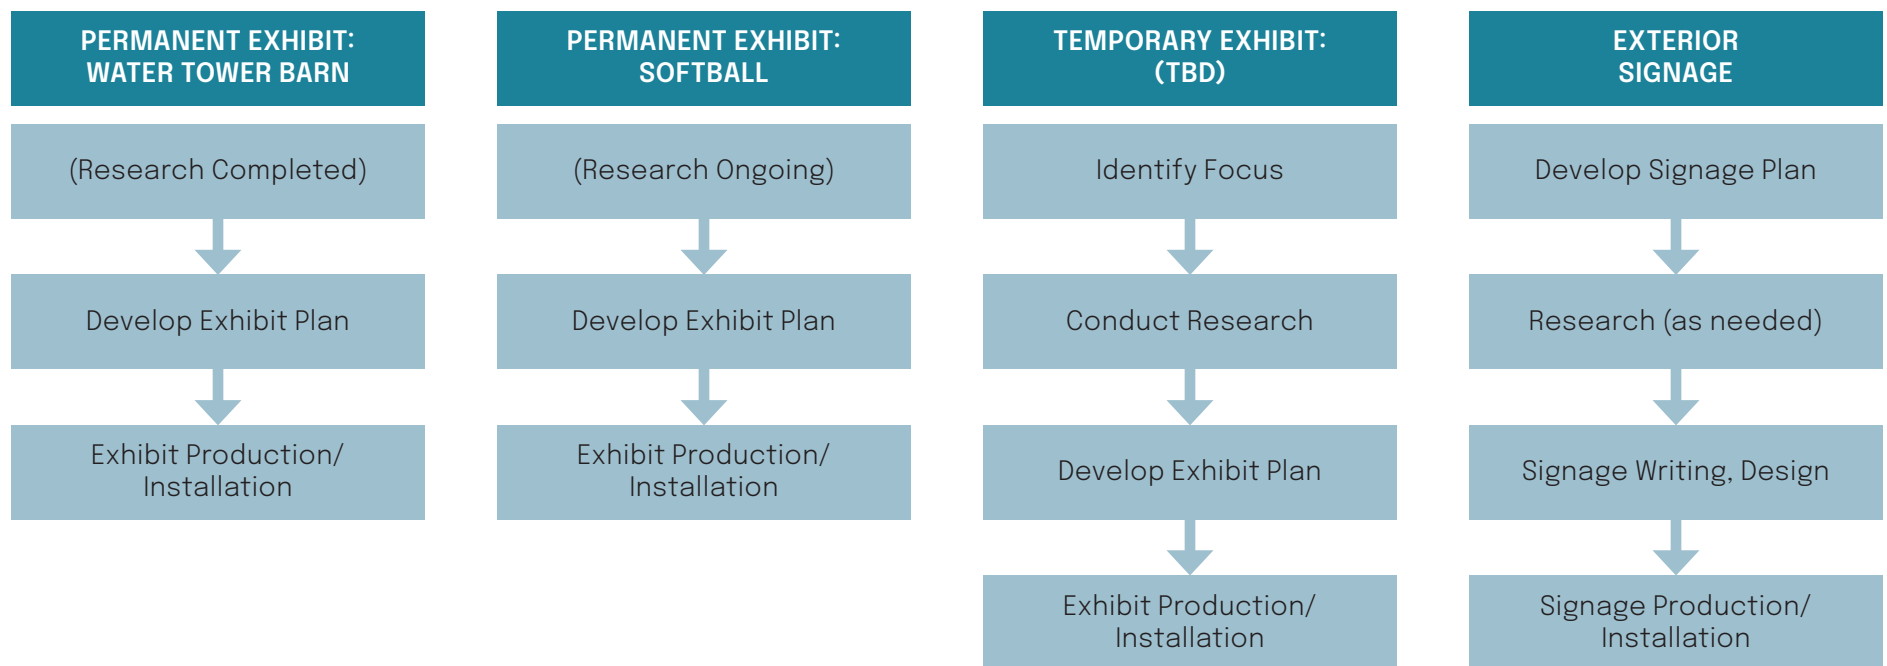 PERMANENT EXHIBIT:
WATER TOWER BARN
(Research Completed)
Develop Exhibit Plan
Exhibit Production/
Installation
PERMANENT EXHIBIT:
SOFTBALL
(Research Ongoing)
Develop Exhibit Plan
Exhibit Production/
Installation
TEMPORARY EXHIBIT:
(TBD)
Identify Focus
Conduct Research
Develop Exhibit Plan
Exhibit Production/
Installation
EXTERIOR
SIGNAGE
Develop Signage Plan
Research (as needed)
Signage Writing, Design
Signage Production/
Installation